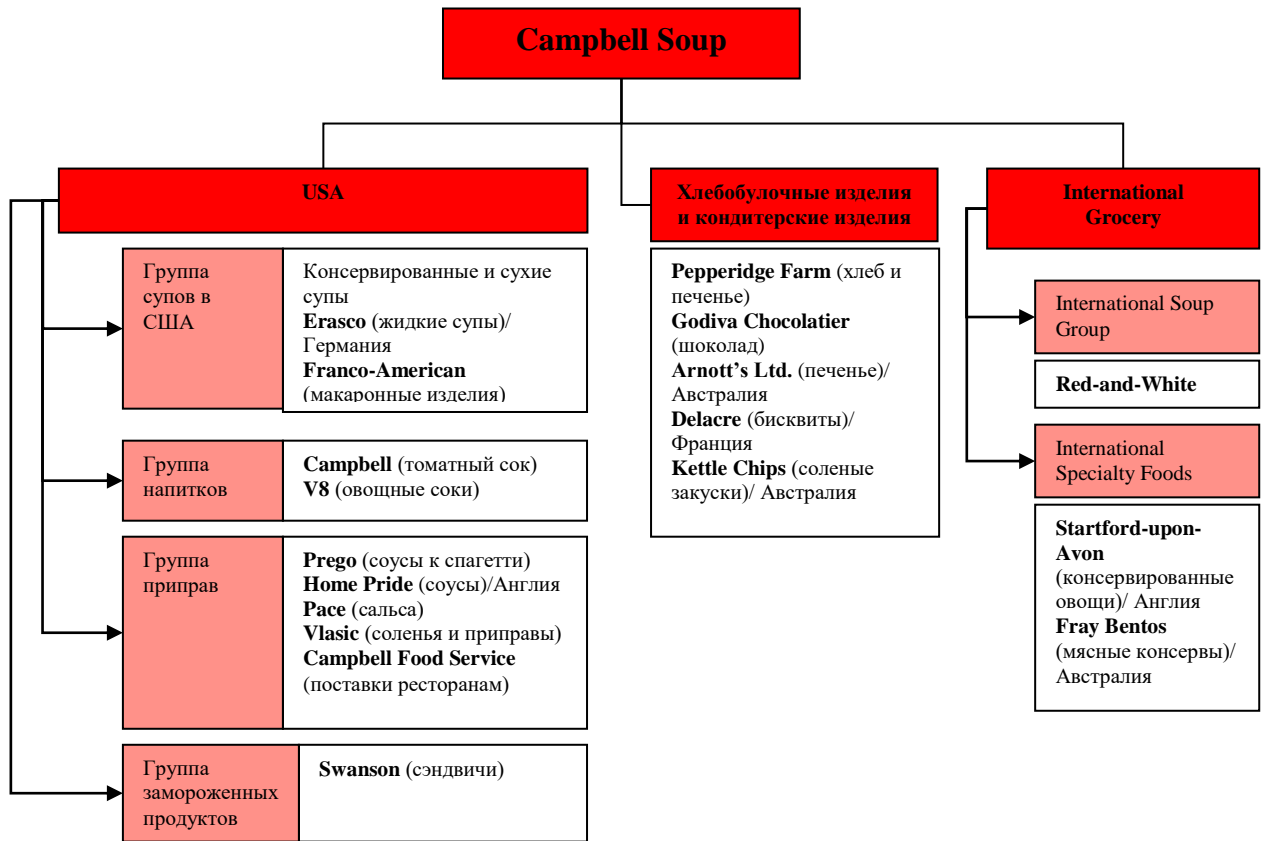 Campbell Soup
USA
Группа
супов в
США
Консервированные и сухие
супы
Erasco (жидкие супы)/
Германия
Franco-American
(макаронные изделия)
Группа
напитков
Campbell (томатный сок)
V8 (овощные соки)
Группа
приправ
Prego (соусы к спагетти)
Home Pride (соусы)/Англия
Pace (сальса)
Vlasic (соленья и приправы)
Campbell Food Service
(поставки ресторанам)
Группа
замороженных
продуктов
Swanson (сэндвичи)
Хлебобулочные изделия
и кондитерские изделия
Pepperidge Farm (хлеб и
печенье)
Godiva Chocolatier
(шоколад)
Arnott’s Ltd. (печенье)/
Австралия
Delacre (бисквиты)/
Франция
Kettle Chips (соленые
закуски)/ Австралия
International
Grocery
International Soup
Group
Red-and-White
International
Specialty Foods
Startford-upon-
Avon
(консервированные
овощи)/ Англия
Fray Bentos
(мясные консервы)/
Австралия